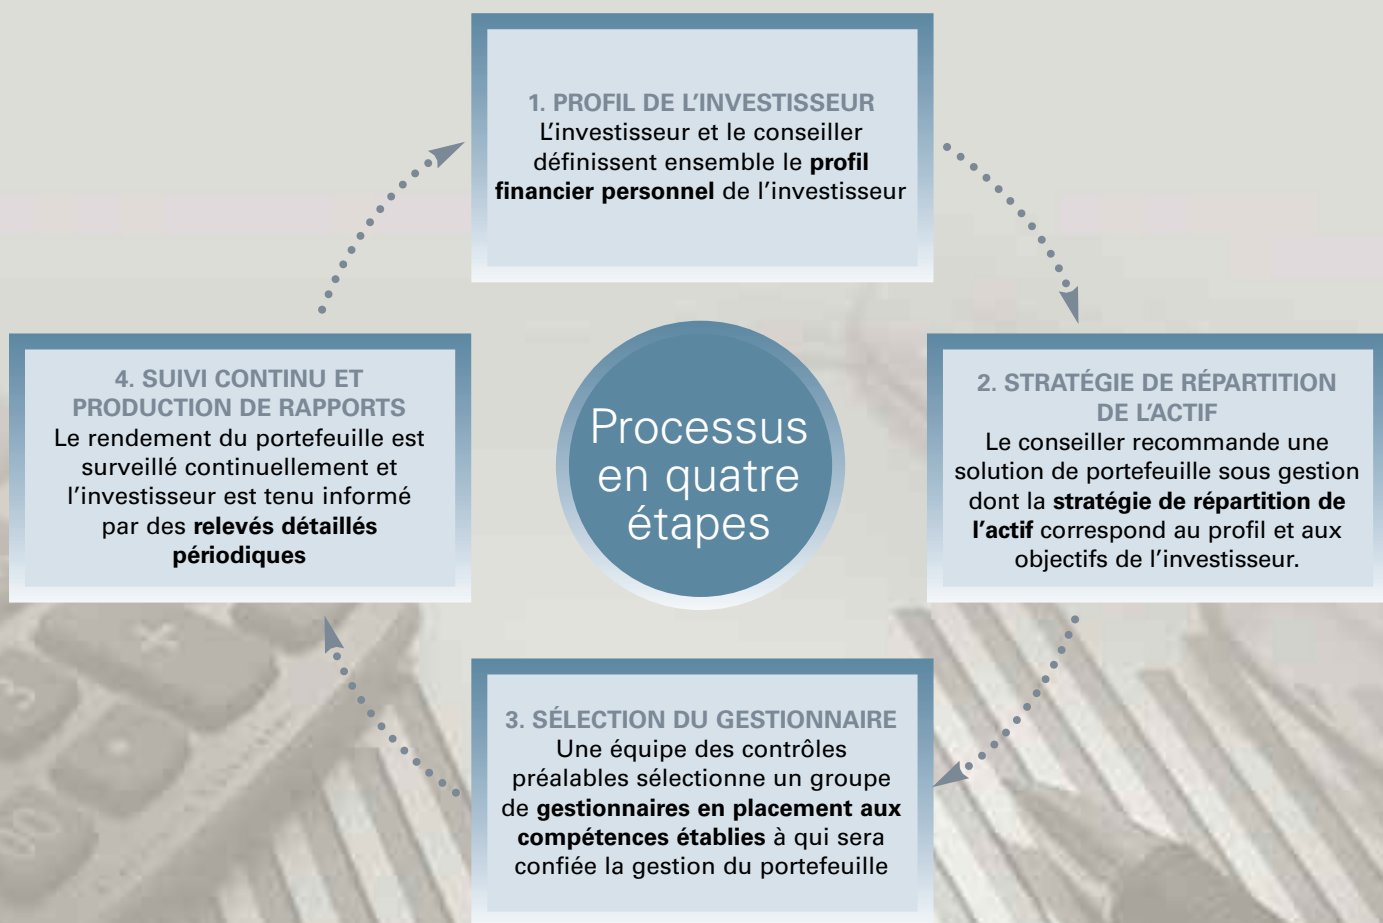 1. PROFIL DE L'INVESTISSEUR
L'investisseur et le conseiller
définissent ensemble le profil
financier personnel de l'investisseur
Processus
en quatre
étapes
2. STRATÉGIE DE RÉPARTITION
DE L'ACTIF
Le conseiller recommande une
solution de portefeuille sous gestion
dont la stratégie de répartition de
l'actif correspond au profil et aux
objectifs de l'investisseur.
3. SÉLECTION DU GESTIONNAIRE
Une équipe des contrôles
préalables sélectionne un groupe
de gestionnaires en placement aux
compétences établies à qui sera
confiée la gestion du portefeuille
4. SUIVI CONTINU ET
PRODUCTION DE RAPPORTS
Le rendement du portefeuille est
surveillé continuellement et
l'investisseur est tenu informé
par des relevés détaillés
périodiques
3
00